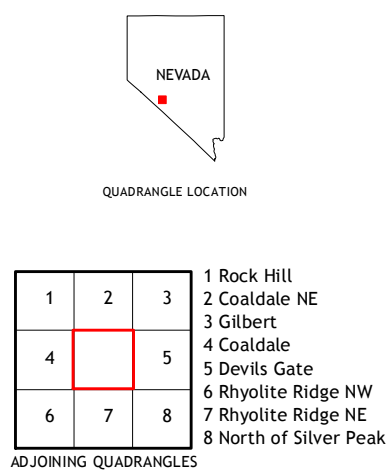 NEVADA
QUADRANGLE LOCATION
1 2 3
4 5
6 7 8
1 Rock Hill
2 Coaldale NE
3 Gilbert
4 Coaldale
5 Devils Gate
6 Rhyolite Ridge NW
7 Rhyolite Ridge NE
8 North of Silver Peak
ADJOINING QUADRANGLES